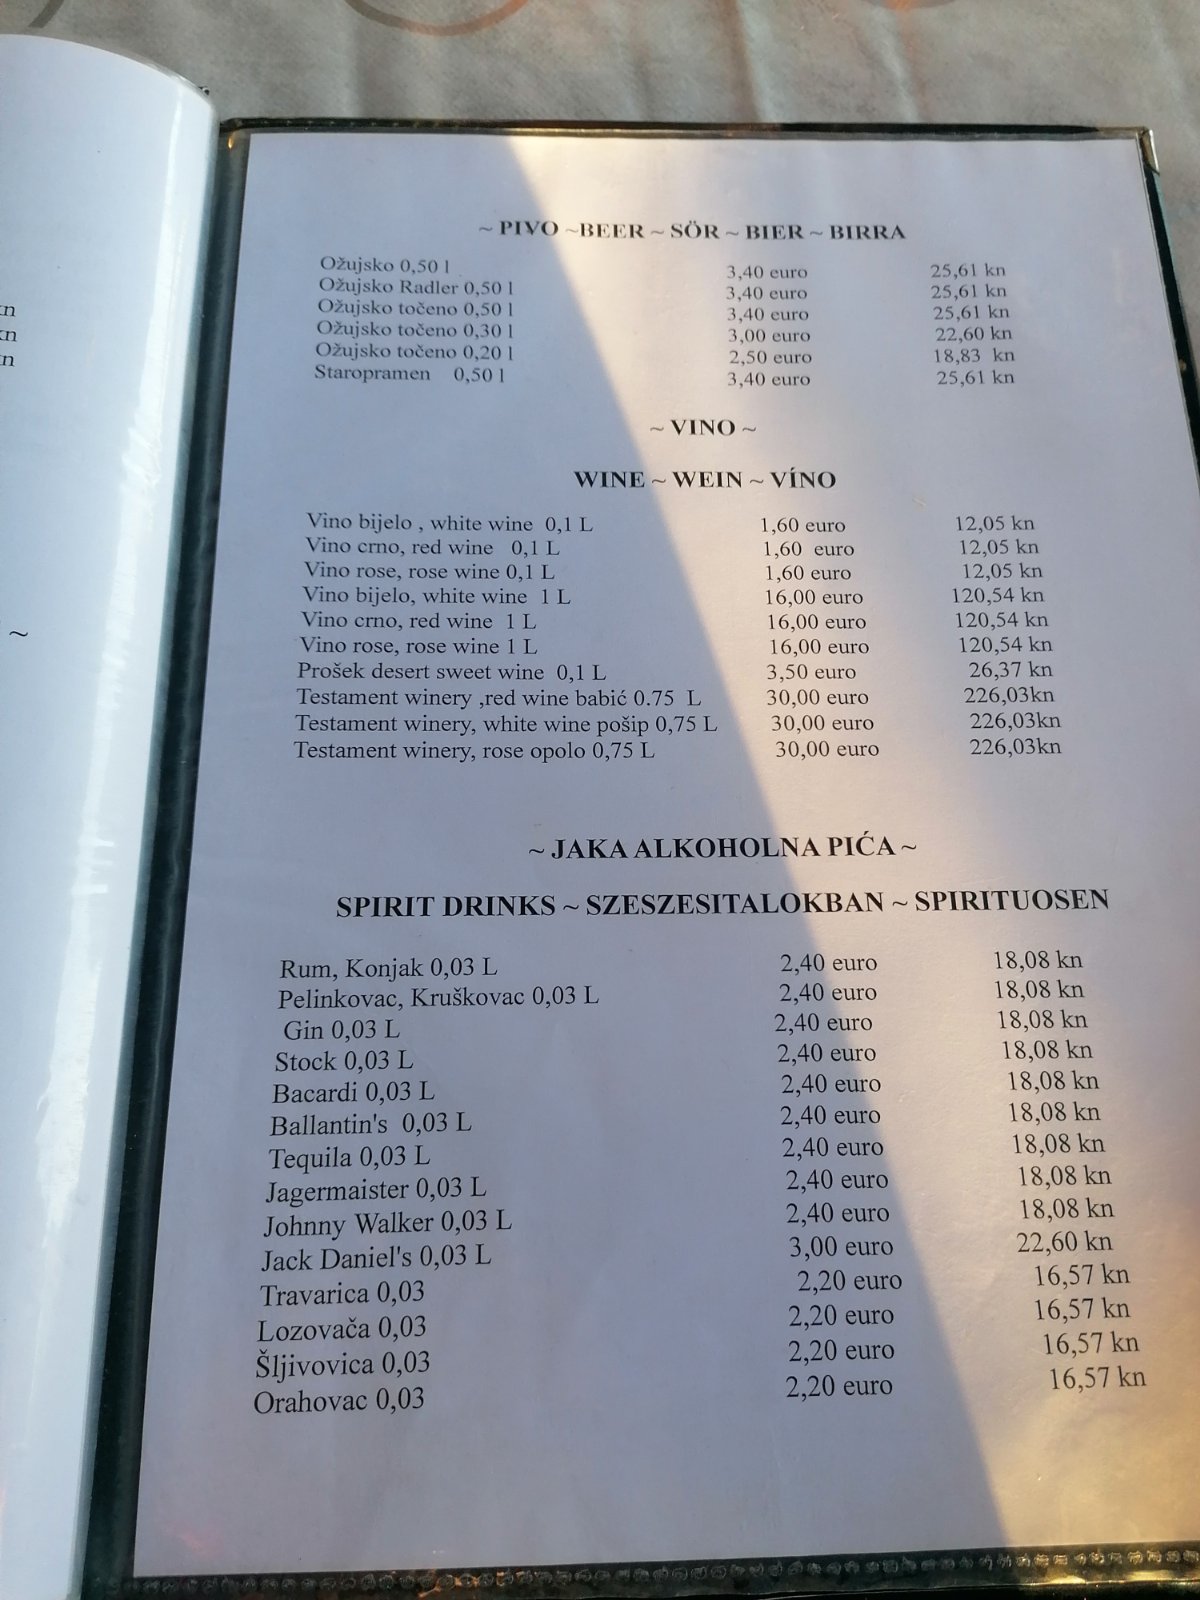 kn
kn
kn
~
~ PIVO ~BEER ~ SÖR ~ BIER ~ BIRRA
Ožujsko 0,50 l 3,40 euro 25,61 kn
Ožujsko Radler 0,50 l 3,40 euro 25,61 kn
Ožujsko točeno 0,50 l 3,40 euro 25,61 kn
Ožujsko točeno 0,30 l 3,00 euro 22,60 kn
Ožujsko točeno 0,20 l 2,50 euro 18,83 kn
Staropramen 0,50 l 3,40 euro 25,61 kn
~ VINO ~
WINE ~ WEIN ~ VÍNO
Vino bijelo , white wine 0,1 L 1,60 euro 12,05 kn
Vino crno, red wine 0,1 L 1,60 euro 12,05 kn
Vino rose, rose wine 0,1 L 1,60 euro 12,05 kn
Vino bijelo, white wine 1 L 16,00 euro 120,54 kn
Vino crno, red wine 1 L 16,00 euro 120,54 kn
Vino rose, rose wine 1 L 16,00 euro 120,54 kn
Prošek desert sweet wine 0,1 L 3,50 euro 26,37 kn
Testament winery ,red wine babić 0.75 L 30,00 euro 226,03kn
Testament winery, white wine pošip 0,75 L 30,00 euro 226,03kn
Testament winery, rose opolo 0,75 L 30,00 euro 226,03kn
~ JAKA ALKOHOLNA PIĆA ~
SPIRIT DRINKS ~ SZESZESITALOKBAN ~ SPIRITUOSEN
Rum, Konjak 0,03 L 2,40 euro 18,08 kn
Pelinkovac, Kruškovac 0,03 L 2,40 euro 18,08 kn
Gin 0,03 L 2,40 euro 18,08 kn
Stock 0,03 L 2,40 euro 18,08 kn
Bacardi 0,03 L 2,40 euro 18,08 kn
Ballantin's 0,03 L 2,40 euro 18,08 kn
Tequila 0,03 L 2,40 euro 18,08 kn
Jagermaister 0,03 L 2,40 euro 18,08 kn
Johnny Walker 0,03 L 2,40 euro 18,08 kn
Jack Daniel's 0,03 L 3,00 euro 22,60 kn
Travarica 0,03 2,20 euro 16,57 kn
Lozovača 0,03 2,20 euro 16,57 kn
Šljivovica 0,03 2,20 euro 16,57 kn
Orahovac 0,03 2,20 euro 16,57 kn